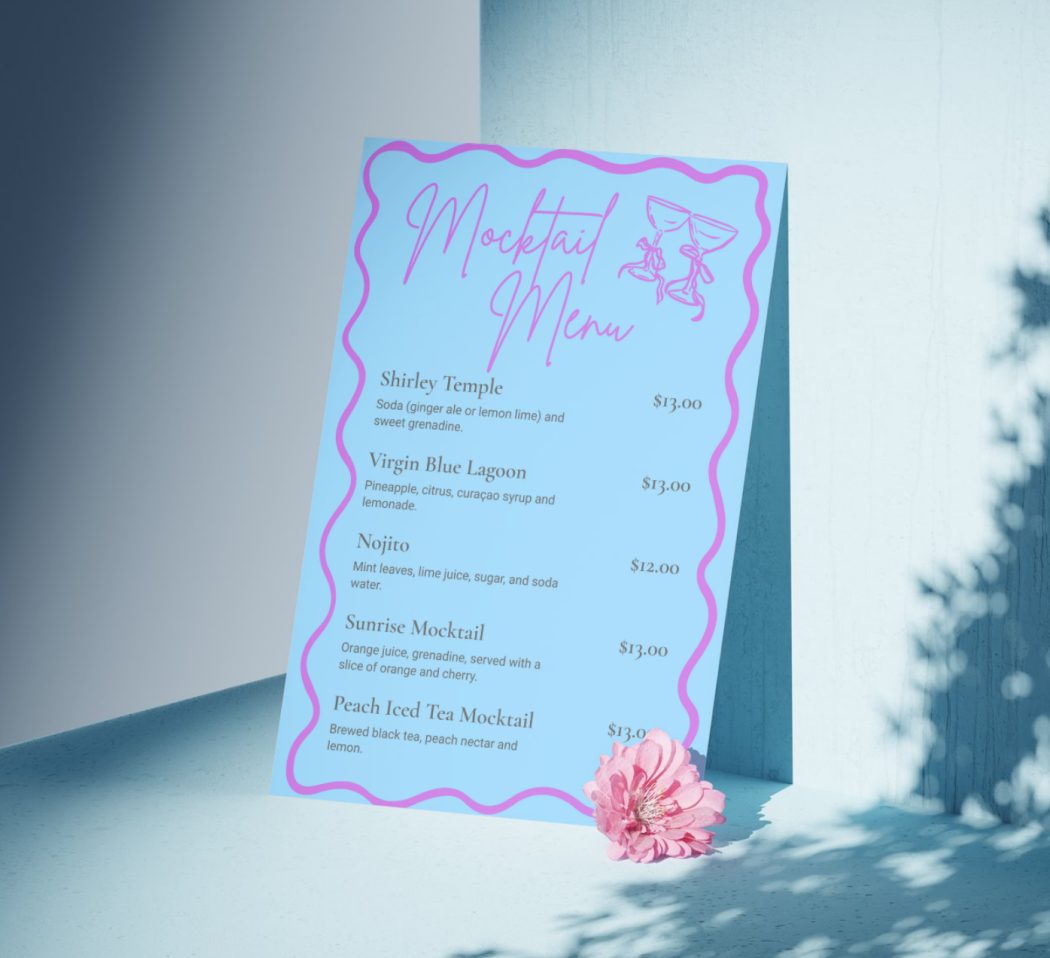 Mocktail
Menu
Shirley Temple
$13.00
Soda (ginger ale or lemon lime) and
sweet grenadine.
Virgin Blue Lagoon
$13.00
Pineapple, citrus, curaçao syrup and
lemonade.
Nojito
$12.00
Mint leaves, lime juice, sugar, and soda
water.
Sunrise Mocktail
$13.00
Orange juice, grenadine, served with a
slice of orange and cherry.
Peach Iced Tea Mocktail
$13.0
Brewed black tea, peach nectar and
lemon.